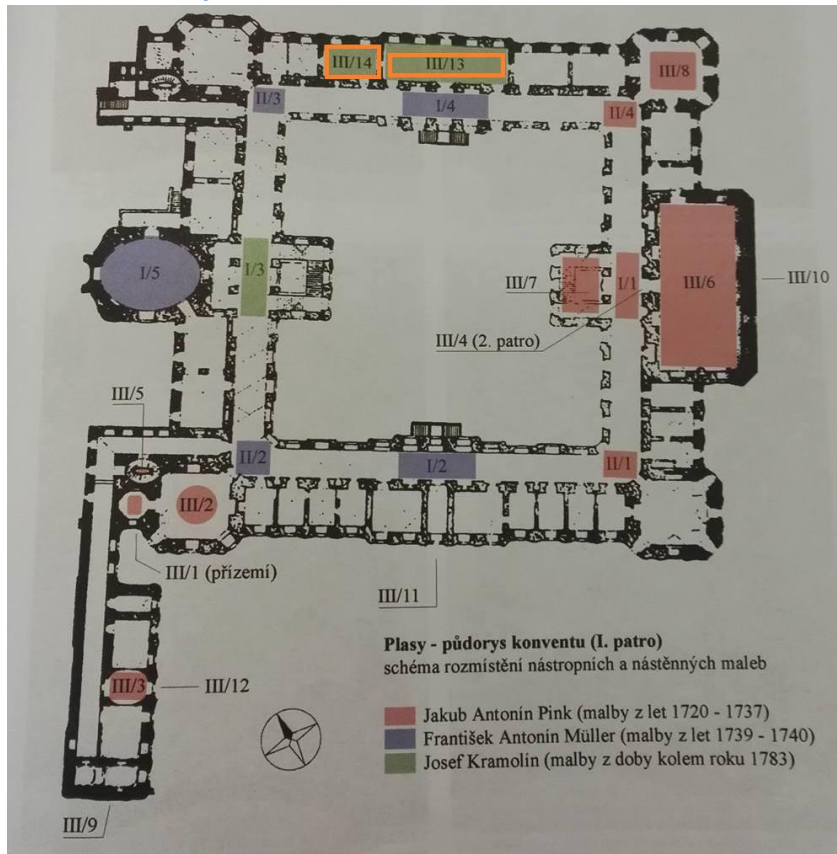 III/14
III/13
III/8
II/3
I/4
II/4
I/5
I/3
III/7
I/1
III/6
III/10
III/4 (2. patro)
III/5
II/2
I/2
II/1
III/2
III/1 (přízemí)
III/11
Plasy - půdorys konventu (I. patro)
schéma rozmístění nástropních a nástěnných maleb
III/3
III/12
Jakub Antonín Pink (malby z let 1720 - 1737)
František Antonín Müller (malby z let 1739 - 1740)
Josef Kramolín (malby z doby kolem roku 1783)
III/9